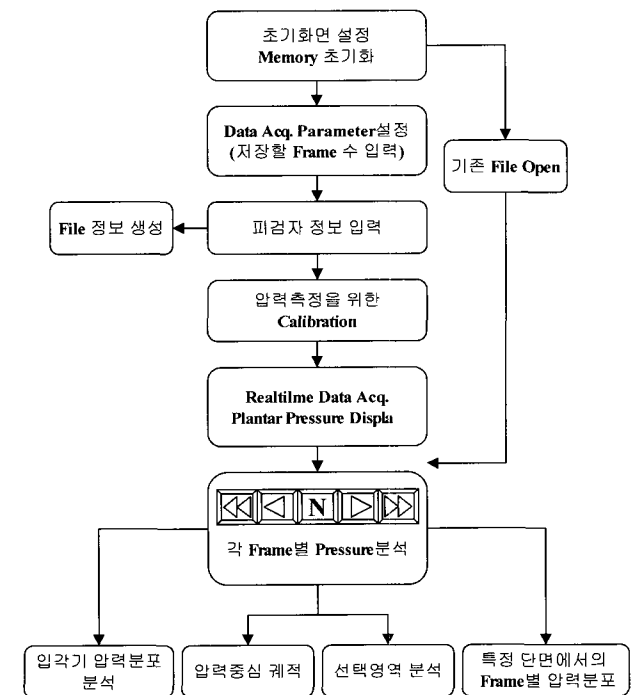 초기화면 설정
Memory 초기화
Data Acq. Parameter설정
(저장할 Frame 수 입력)
기존 File Open
File 정보 생성
피검자 정보 입력
압력측정을 위한
Calibration
Realtilme Data Acq.
Plantar Pressure Displa
N
각 Frame별 Pressure분석
입각기 압력분포
분석
압력중심 궤적
선택영역 분석
특정 단면에서의
Frame별 압력분포